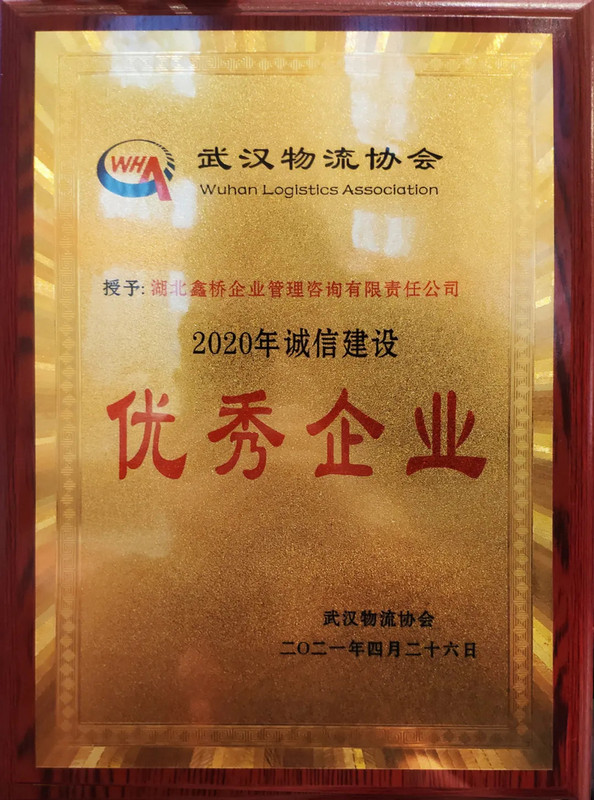 WHA
武汉物流协会
Wuhan Logistics Association
授予:湖北鑫桥企业管理咨询有限责任公司
2020年诚信建设
优秀企业
武汉物流协会
二〇二一年四月二十六日